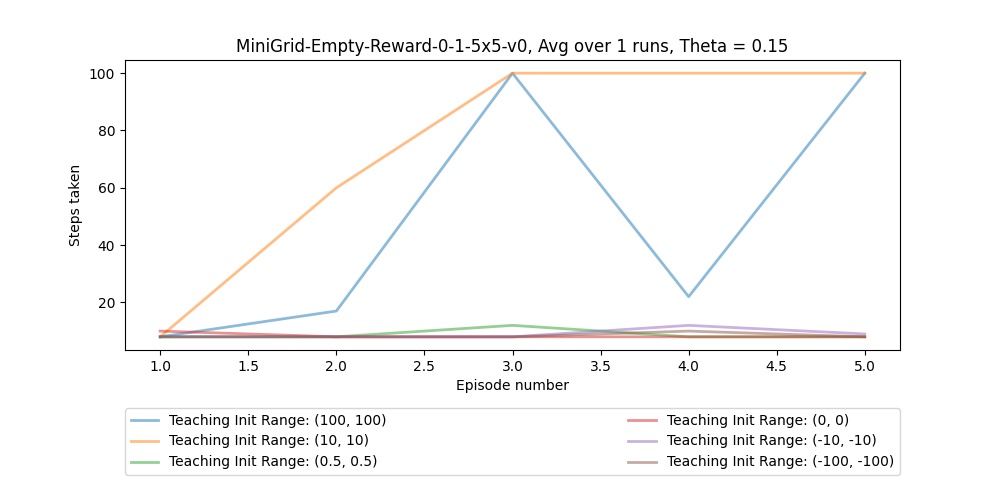 MiniGrid-Empty-Reward-0-1-5x5-v0, Avg over 1 runs, Theta = 0.15
100
80
60
40
20
Steps taken
1.0 1.5 2.0 2.5 3.0 3.5 4.0 4.5 5.0
Episode number
Teaching Init Range: (100, 100)
Teaching Init Range: (10, 10)
Teaching Init Range: (0.5, 0.5)
Teaching Init Range: (0, 0)
Teaching Init Range: (-10, -10)
Teaching Init Range: (-100, -100)